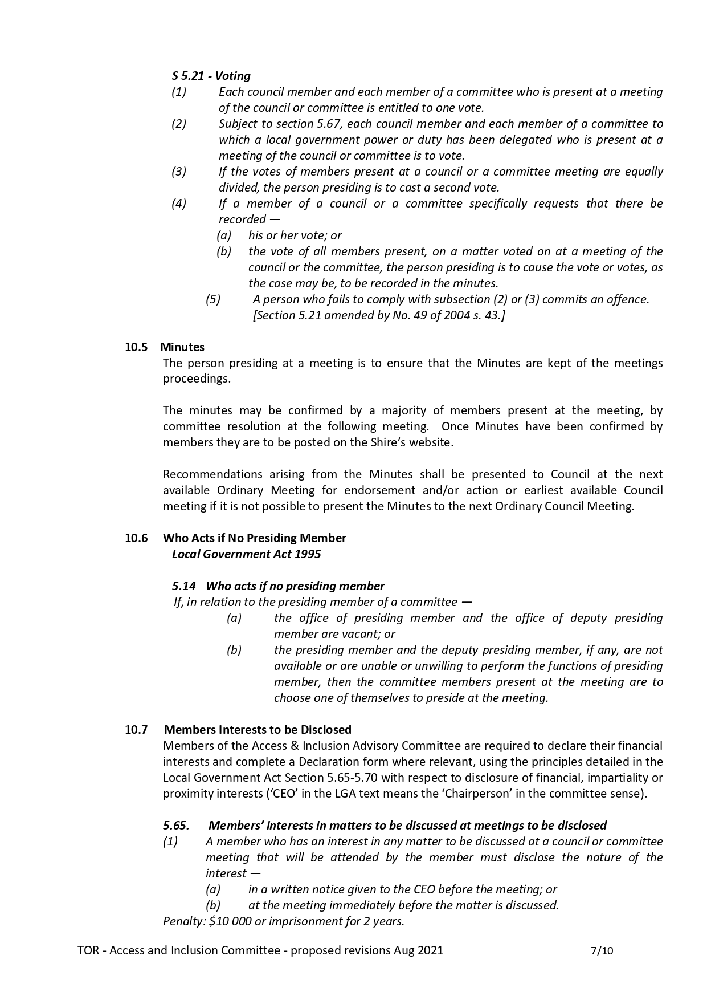 S 5.21 - Voting
(1) Each council member and each member of a committee who is present at a meeting
of the council or committee is entitled to one vote.
(2) Subject to section 5.67, each council member and each member of a committee to
which a local government power or duty has been delegated who is present at a
meeting of the council or committee is to vote.
(3) If the votes of members present at a council or a committee meeting are equally
divided, the person presiding is to cast a second vote.
(4) If a member of a council or a committee specifically requests that there be
recorded —
(a) his or her vote; or
(b) the vote of all members present, on a matter voted on at a meeting of the
council or the committee, the person presiding is to cause the vote or votes, as
the case may be, to be recorded in the minutes.
(5) A person who fails to comply with subsection (2) or (3) commits an offence.
[Section 5.21 amended by No. 49 of 2004 s. 43.]
10.5 Minutes
The person presiding at a meeting is to ensure that the Minutes are kept of the meetings
proceedings.
The minutes may be confirmed by a majority of members present at the meeting, by
committee resolution at the following meeting. Once Minutes have been confirmed by
members they are to be posted on the Shire’s website.
Recommendations arising from the Minutes shall be presented to Council at the next
available Ordinary Meeting for endorsement and/or action or earliest available Council
meeting if it is not possible to present the Minutes to the next Ordinary Council Meeting.
10.6 Who Acts if No Presiding Member
Local Government Act 1995
5.14 Who acts if no presiding member
If, in relation to the presiding member of a committee —
(a) the office of presiding member and the office of deputy presiding
member are vacant; or
(b) the presiding member and the deputy presiding member, if any, are not
available or are unable or unwilling to perform the functions of presiding
member, then the committee members present at the meeting are to
choose one of themselves to preside at the meeting.
10.7 Members Interests to be Disclosed
Members of the Access & Inclusion Advisory Committee are required to declare their financial
interests and complete a Declaration form where relevant, using the principles detailed in the
Local Government Act Section 5.65-5.70 with respect to disclosure of financial, impartiality or
proximity interests (‘CEO’ in the LGA text means the ‘Chairperson’ in the committee sense).
5.65. Members’ interests in matters to be discussed at meetings to be disclosed
(1) A member who has an interest in any matter to be discussed at a council or committee
meeting that will be attended by the member must disclose the nature of the
interest —
(a) in a written notice given to the CEO before the meeting; or
(b) at the meeting immediately before the matter is discussed.
Penalty: $10 000 or imprisonment for 2 years.
TOR - Access and Inclusion Committee - proposed revisions Aug 2021 7/10